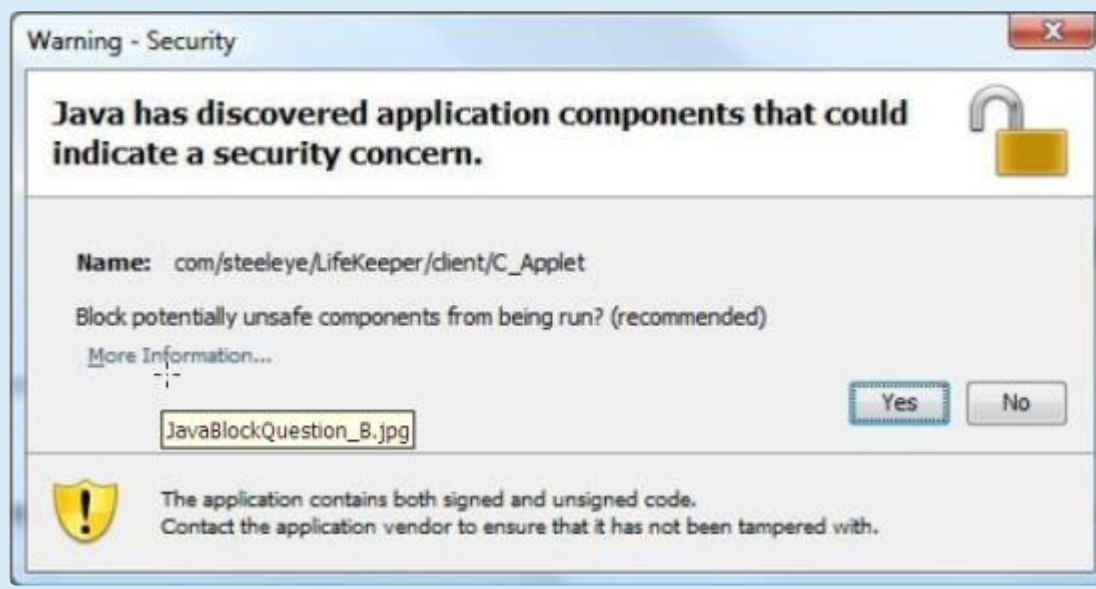 Warning - Security
Java has discovered application components that could
indicate a security concern.
Name: com/steeleye/LifeKeeper/client/C_Applet
Block potentially unsafe components from being run? (recommended)
More Information...
Yes No
JavaBlockQuestion_B.jpg
The application contains both signed and unsigned code.
Contact the application vendor to ensure that it has not been tampered with.